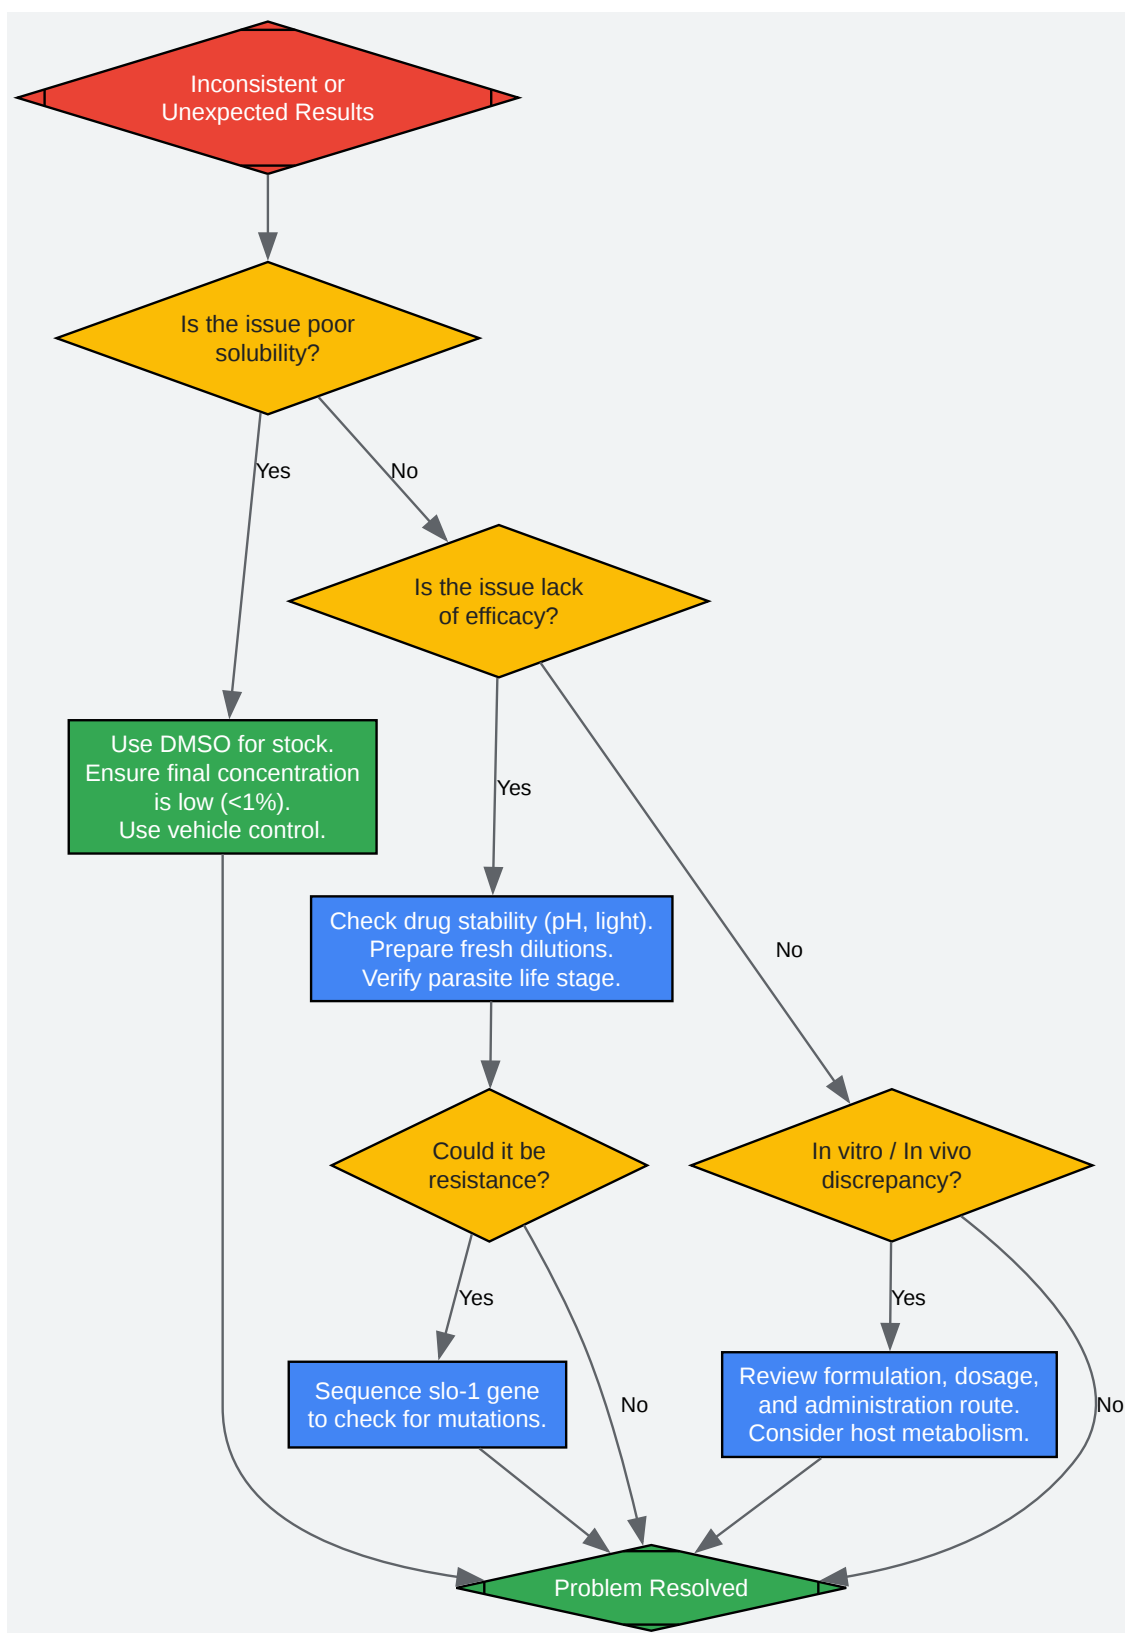 Inconsistent or
Unexpected Results
Is the issue poor
solubility?
Yes
No
Is the issue lack
of efficacy?
Use DMSO for stock.
Ensure final concentration
is low (<1%).
Use vehicle control.
Yes
Check drug stability (pH, light).
Prepare fresh dilutions.
Verify parasite life stage.
No
Could it be
resistance?
In vitro / In vivo
discrepancy?
Yes
Yes
Sequence slo-1 gene
to check for mutations.
No
Review formulation, dosage,
and administration route.
Consider host metabolism.
No
Problem Resolved